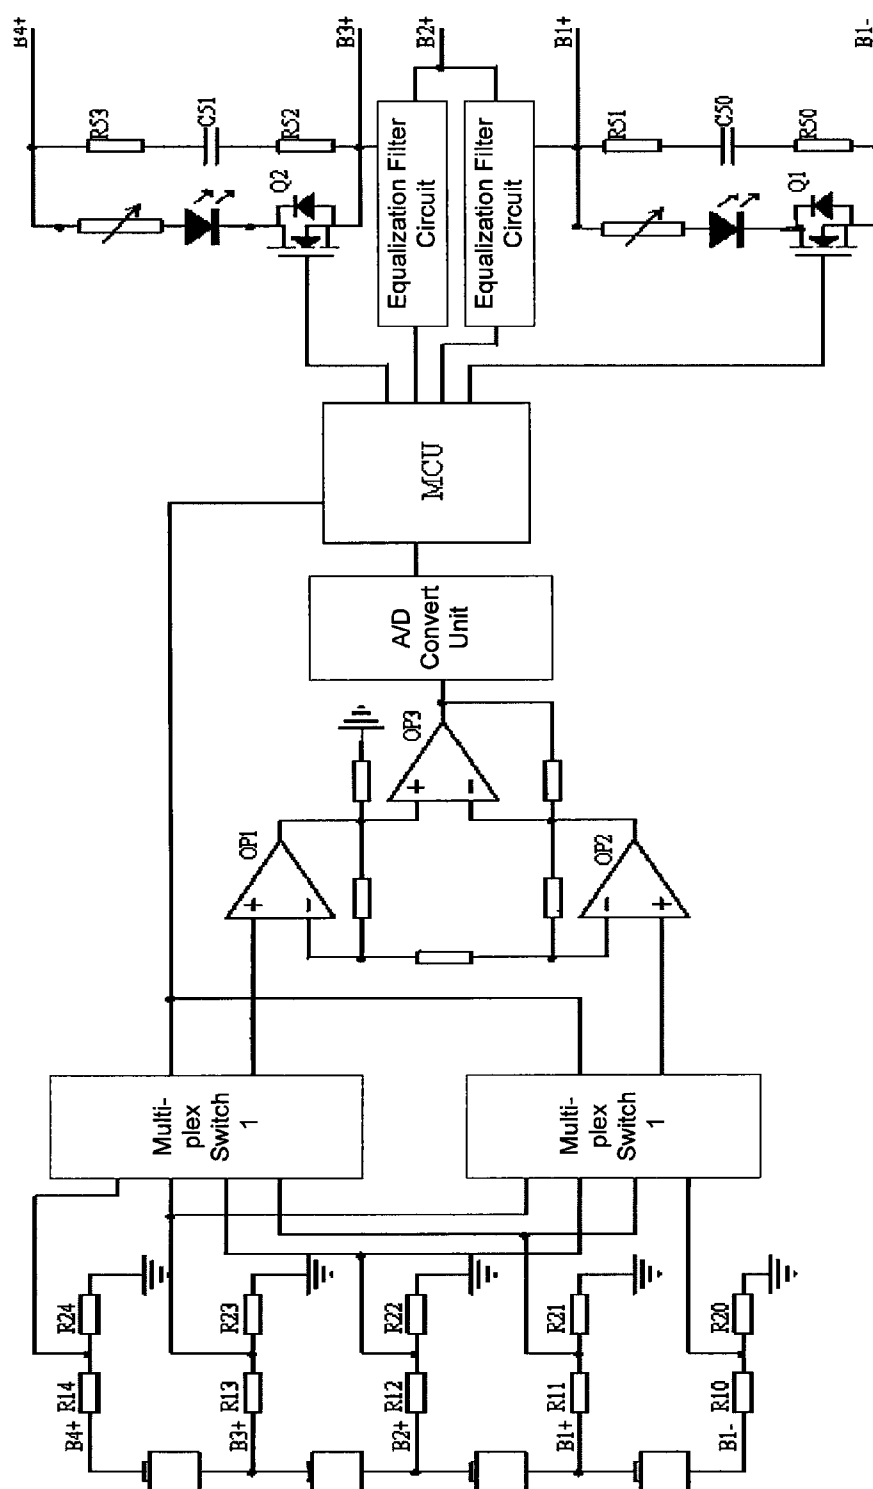 B4+
B3+
B2+
B1+
B1-
R53
C51
R52
Q2
Equalization Filter
Circuit
Equalization Filter
Circuit
R51
C50
R50
Q1
MCU
A/D
Convert
Unit
OP3
+
-
OP1
+
-
OP2
-
+
Multi-
plex
Switch
1
Multi-
plex
Switch
1
R24
R23
R22
R21
R20
R14
R13
R12
R11
R10
B4+
B3+
B2+
B1+
B1-